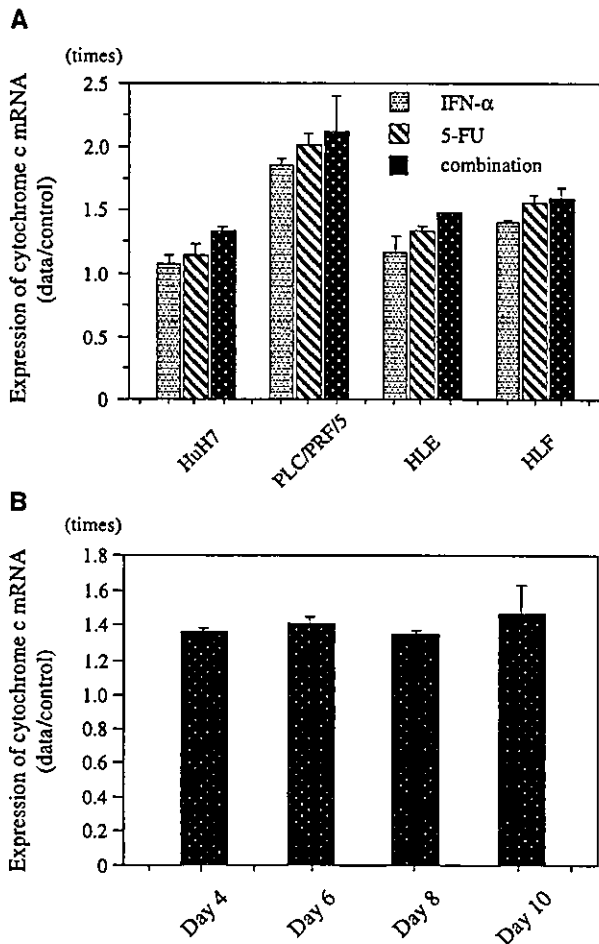 A
(times)
Expression of cytochrome c mRNA
(data/control)
2.5
2.0
1.5
1.0
0.5
0
IFN-α
5-FU
combination
HuH7
PLC/PRF/5
HLE
HLF
B
(times)
Expression of cytochrome c mRNA
(data/control)
1.8
1.6
1.4
1.2
1.8
0.8
0.6
0.4
0.2
0
Day 4
Day 6
Day 8
Day 10